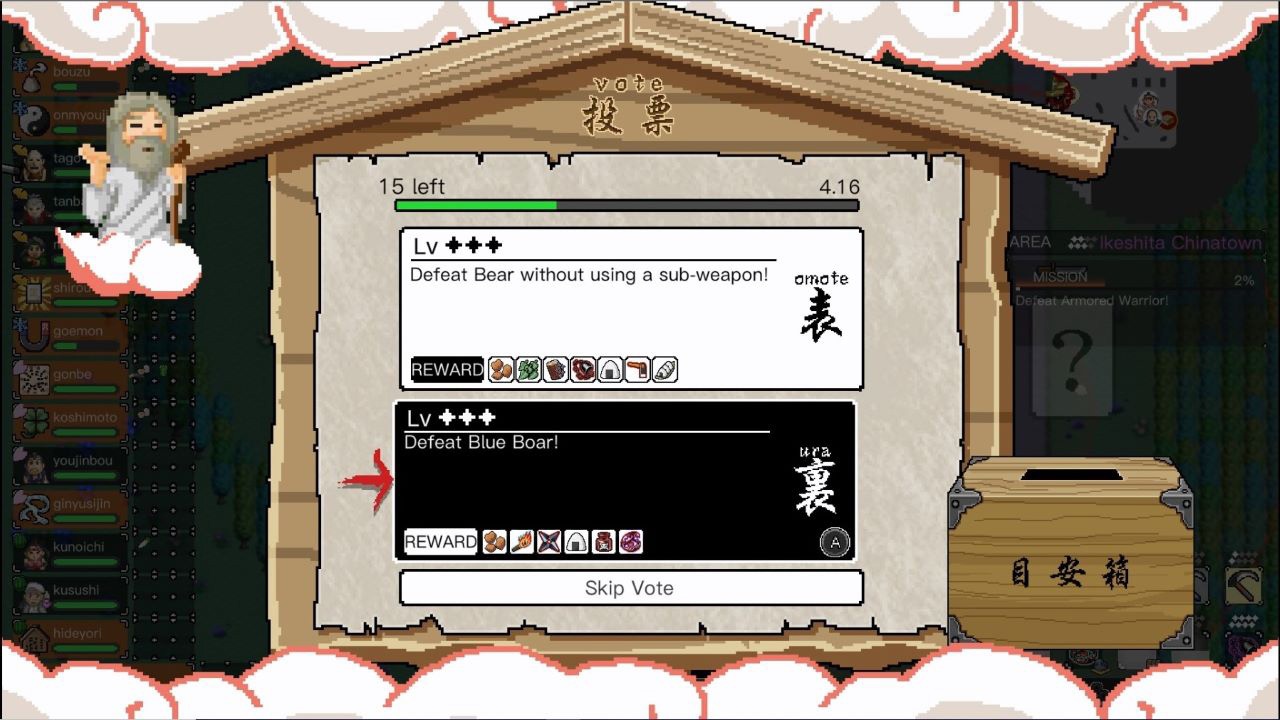 vote
投票
15 left
4.16
Lv
Defeat Bear without using a sub-weapon!
omote
表
REWARD
Lv
Defeat Blue Boar!
ura
裏
REWARD
A
Skip Vote
目安箱
bouzu
onmyouj
tago
tanba
shirou
goemon
gonbe
koshimoto
youjinbou
ginyusijin
kunoichi
kusushi
hideyori
AREA
Ikeshita Chinatown
MISSION
2%
Defeat Armored Warrior!
?